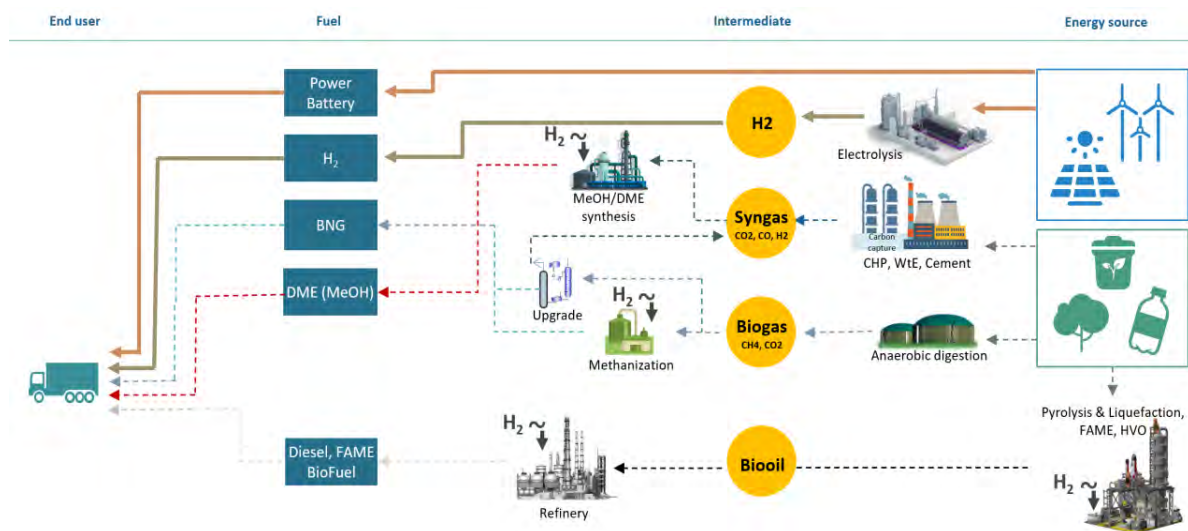 End user
Fuel
Intermediate
Energy source
Power
Battery
H2
Electrolysis
H₂
H₂ ~
MeOH/DME
synthesis
BNG
Syngas
CO2, CO, H2
Carbon
capture
CHP, WtE, Cement
DME (MeOH)
Upgrade
H₂ ~
Methanization
Biogas
CH4, CO2
Anaerobic digestion
Pyrolysis & Liquefaction,
FAME, HVO
Diesel, FAME
BioFuel
H₂ ~
Refinery
Biooil
H₂ ~